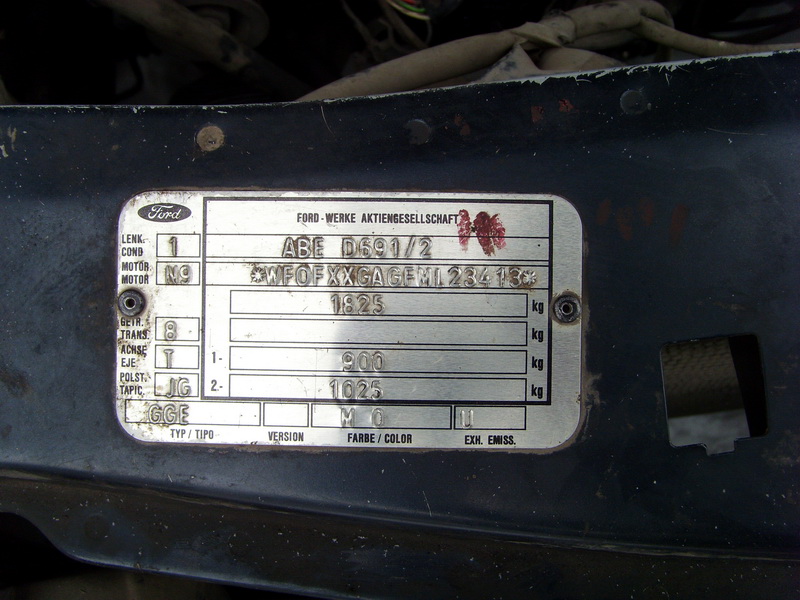 Ford
FORD-WERKE AKTIENGESELLSCHAFT
LENK. COND 1 ABE D691/2
MOTOR. MOTOR N9 *WF0FXXGAGFML23413*
1825 kg
GETR. TRANS. 8 kg
ACHSE EJE. T 1- 900 kg
POLST. TAPIC. JG 2- 1025 kg
GGE M 0 U
TYP / TIPO VERSION FARBE / COLOR EXH. EMISS.